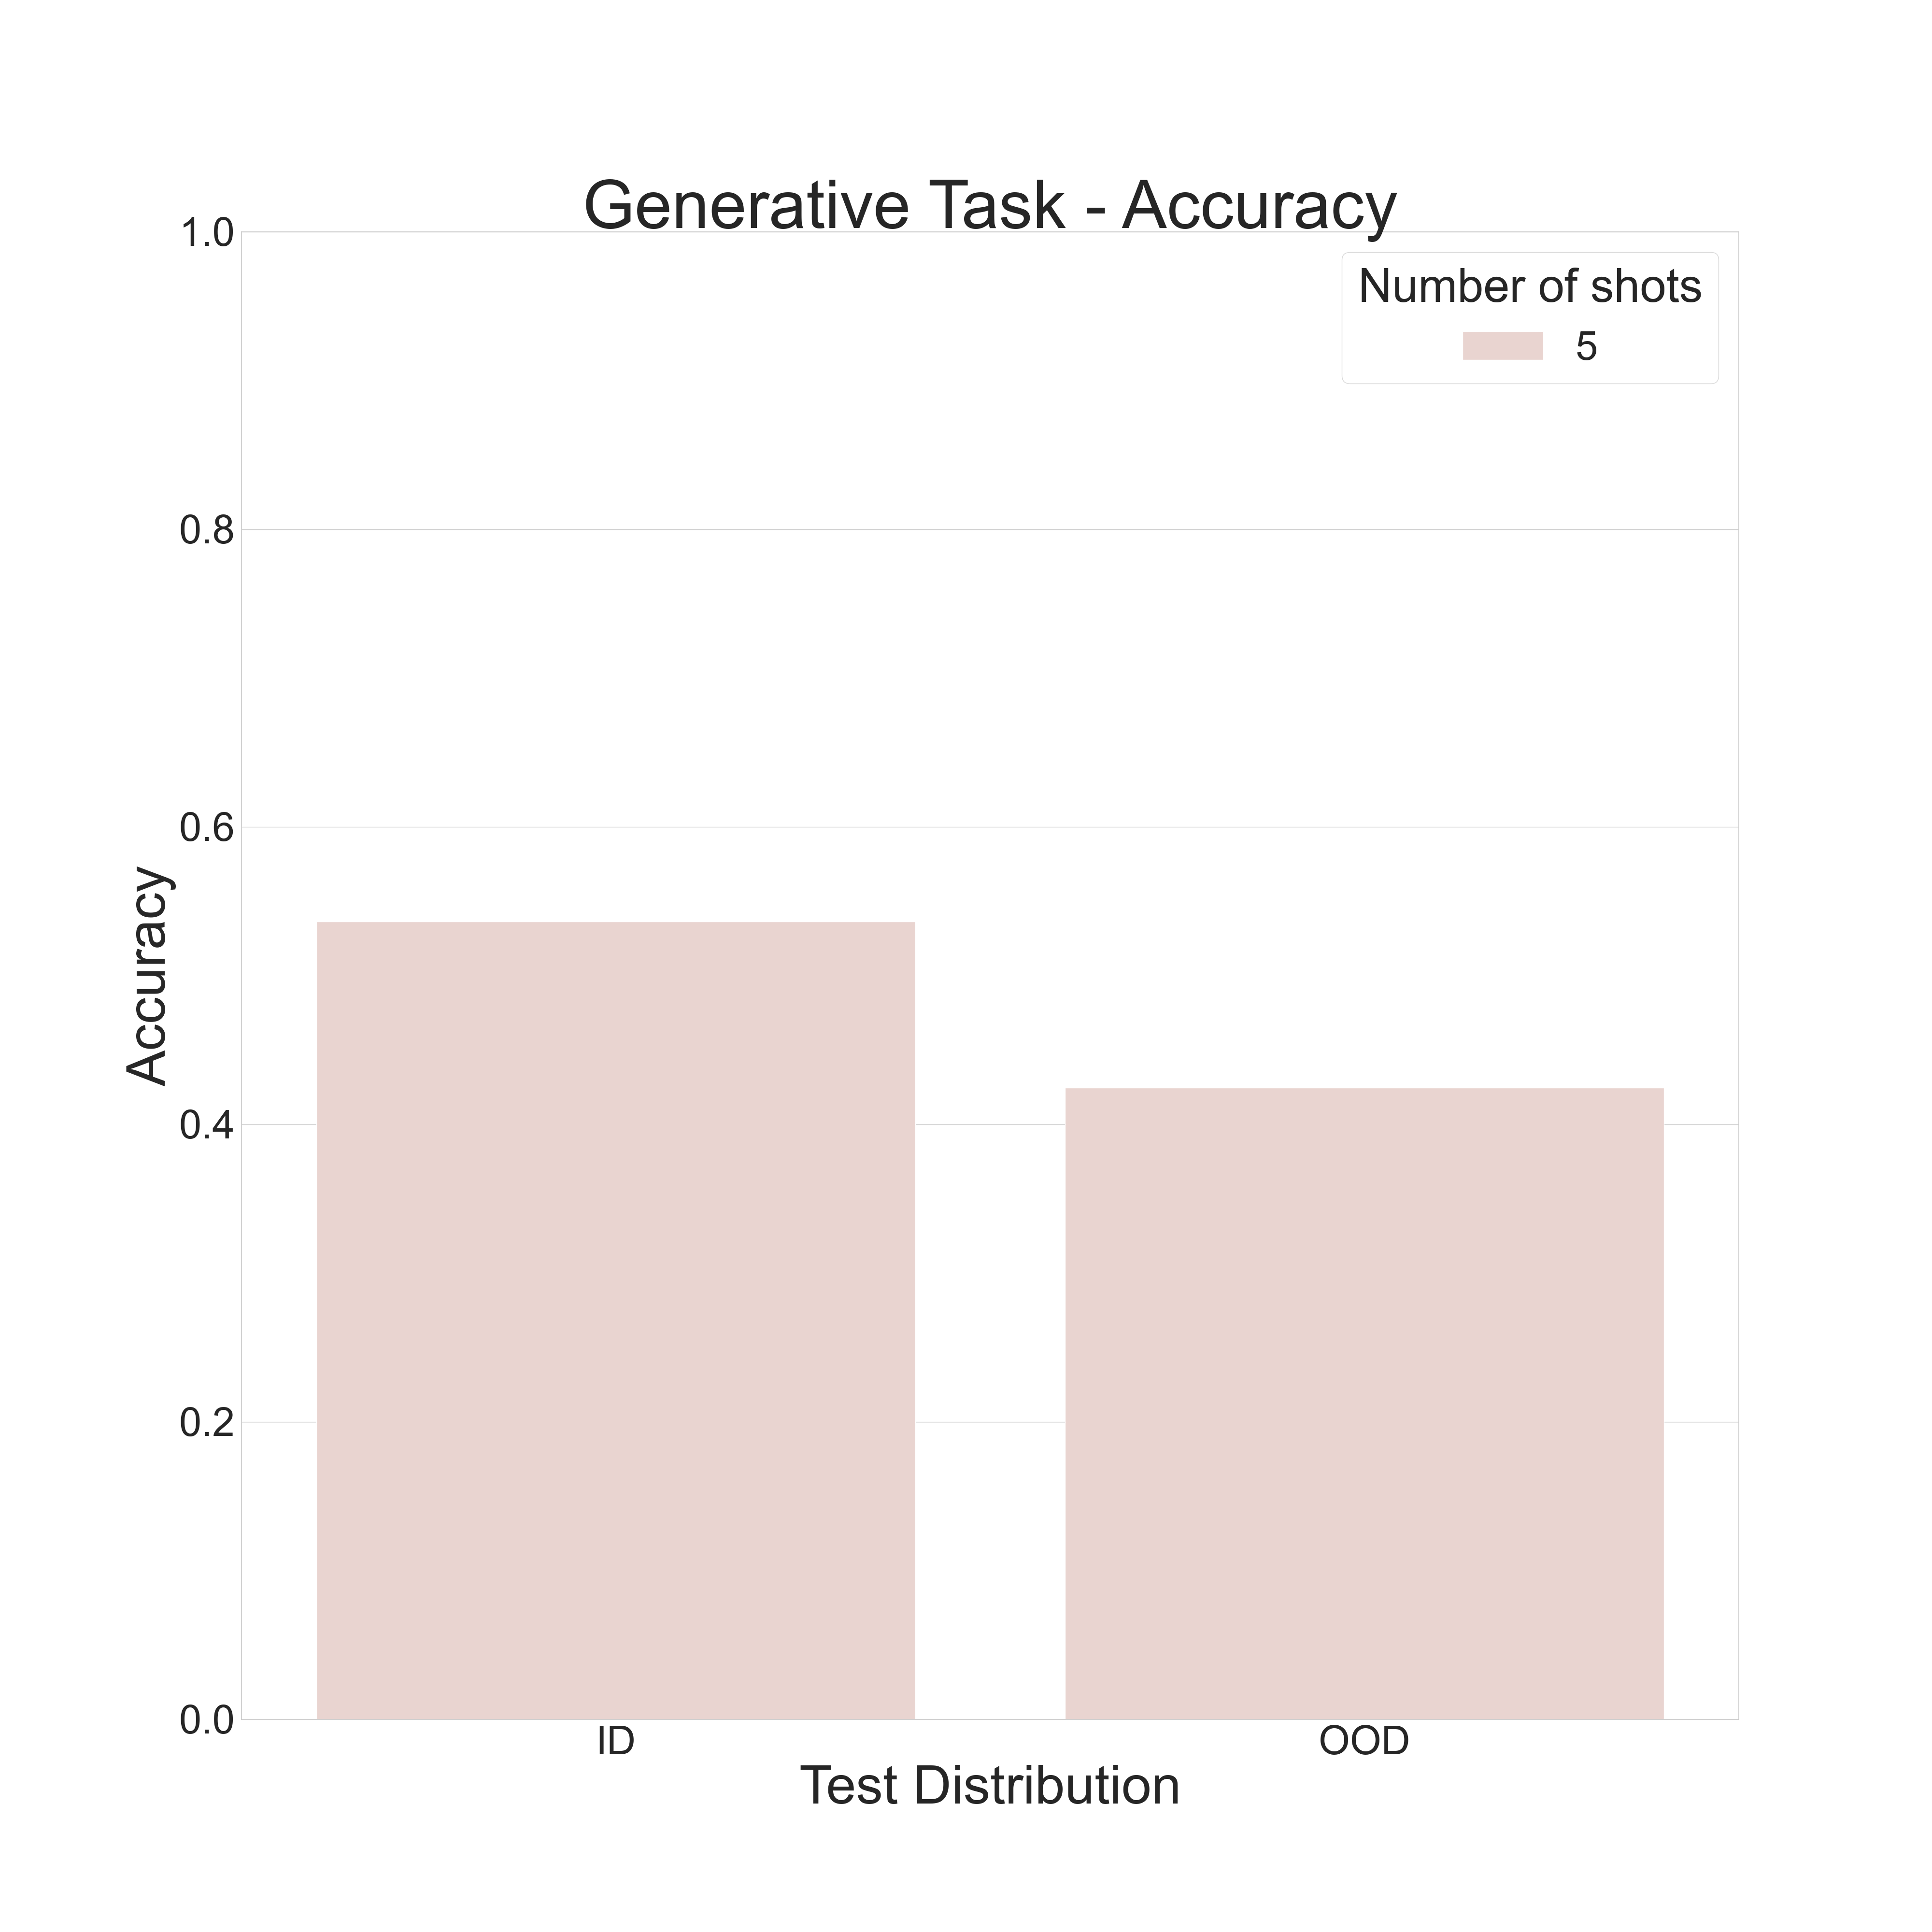 Generative Task - Accuracy
Number of shots
5
1.0
0.8
0.6
0.4
0.2
0.0
Accuracy
ID
OOD
Test Distribution